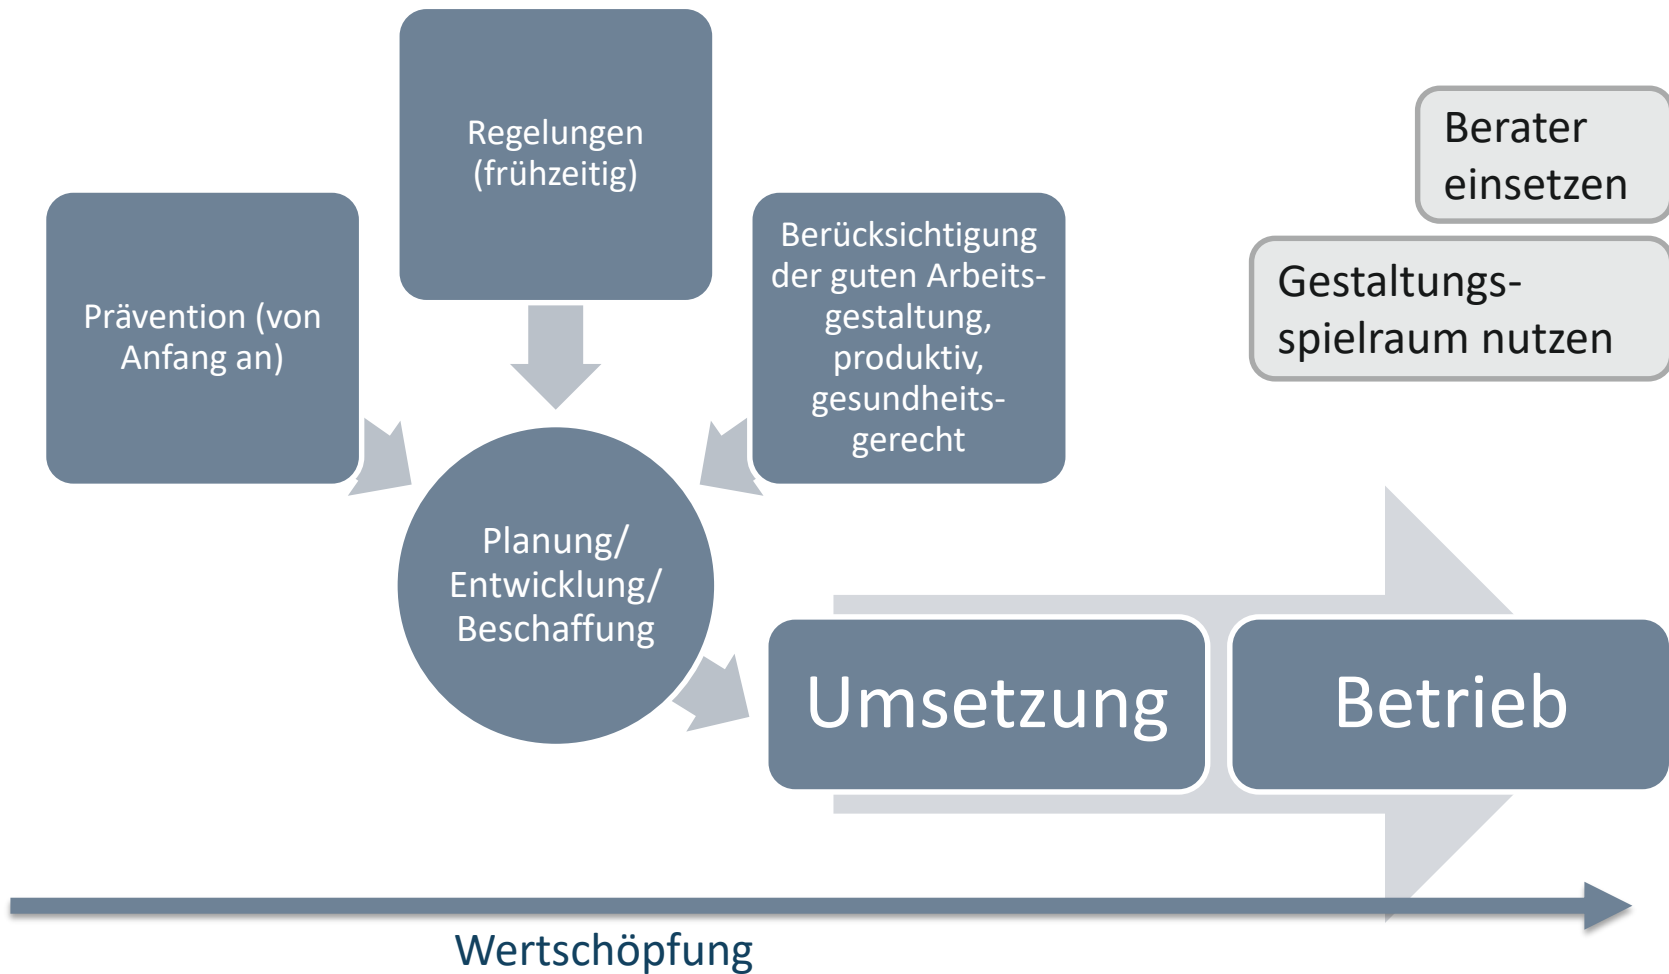 Regelungen
(frühzeitig)
Prävention (von
Anfang an)
Berücksichtigung
der guten Arbeits-
gestaltung,
produktiv,
gesundheits-
gerecht
Berater
einsetzen
Gestaltungs-
spielraum nutzen
Planung/
Entwicklung/
Beschaffung
Umsetzung
Betrieb
Wertschöpfung